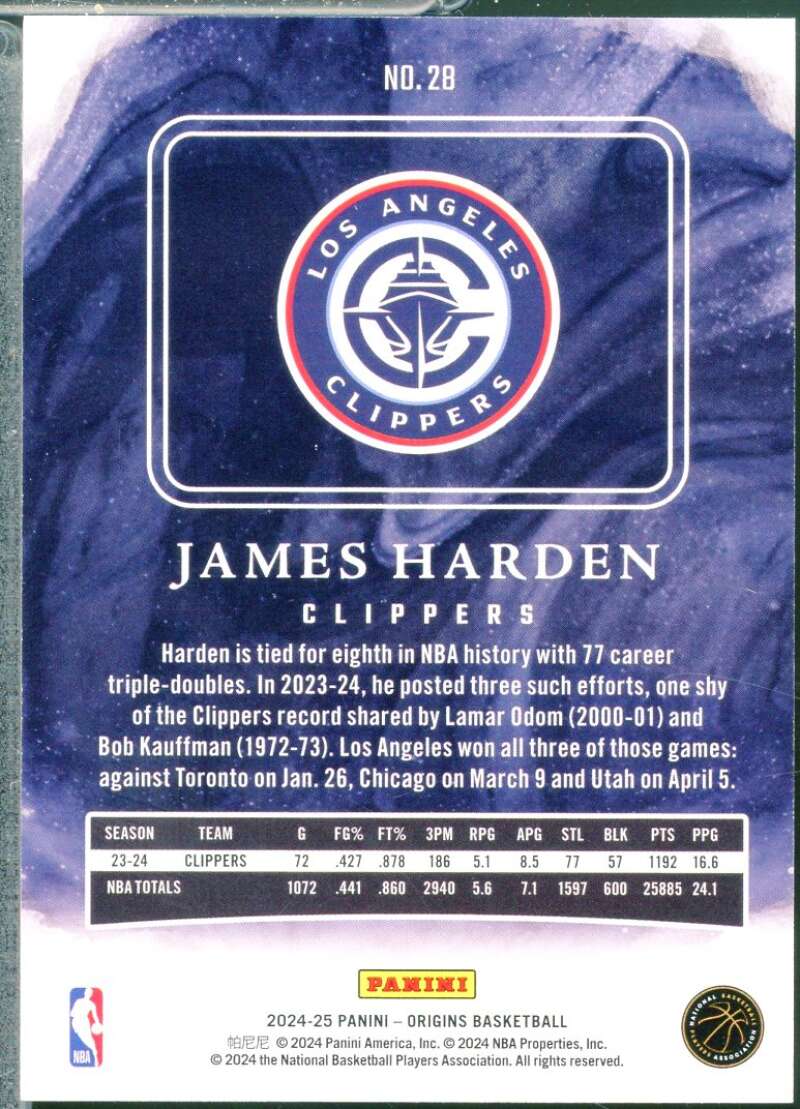 NO. 28
LOS ANGELES
CLIPPERS
JAMES HARDEN
CLIPPERS
Harden is tied for eighth in NBA history with 77 career
triple-doubles. In 2023-24, he posted three such efforts, one shy
of the Clippers record shared by Lamar Odom (2000-01) and
Bob Kauffman (1972-73). Los Angeles won all three of those games:
against Toronto on Jan. 26, Chicago on March 9 and Utah on April 5.
SEASON TEAM G FG% FT% 3PM RPG APG STL BLK PTS PPG
23-24 CLIPPERS 72 .427 .878 186 5.1 8.5 77 57 1192 16.6
NBA TOTALS 1072 .441 .860 2940 5.6 7.1 1597 600 25885 24.1
PANINI
NBA
NATIONAL BASKETBALL
PLAYERS ASSOCIATION
2024-25 PANINI – ORIGINS BASKETBALL
帕尼尼 © 2024 Panini America, Inc. © 2024 NBA Properties, Inc.
© 2024 the National Basketball Players Association. All rights reserved.